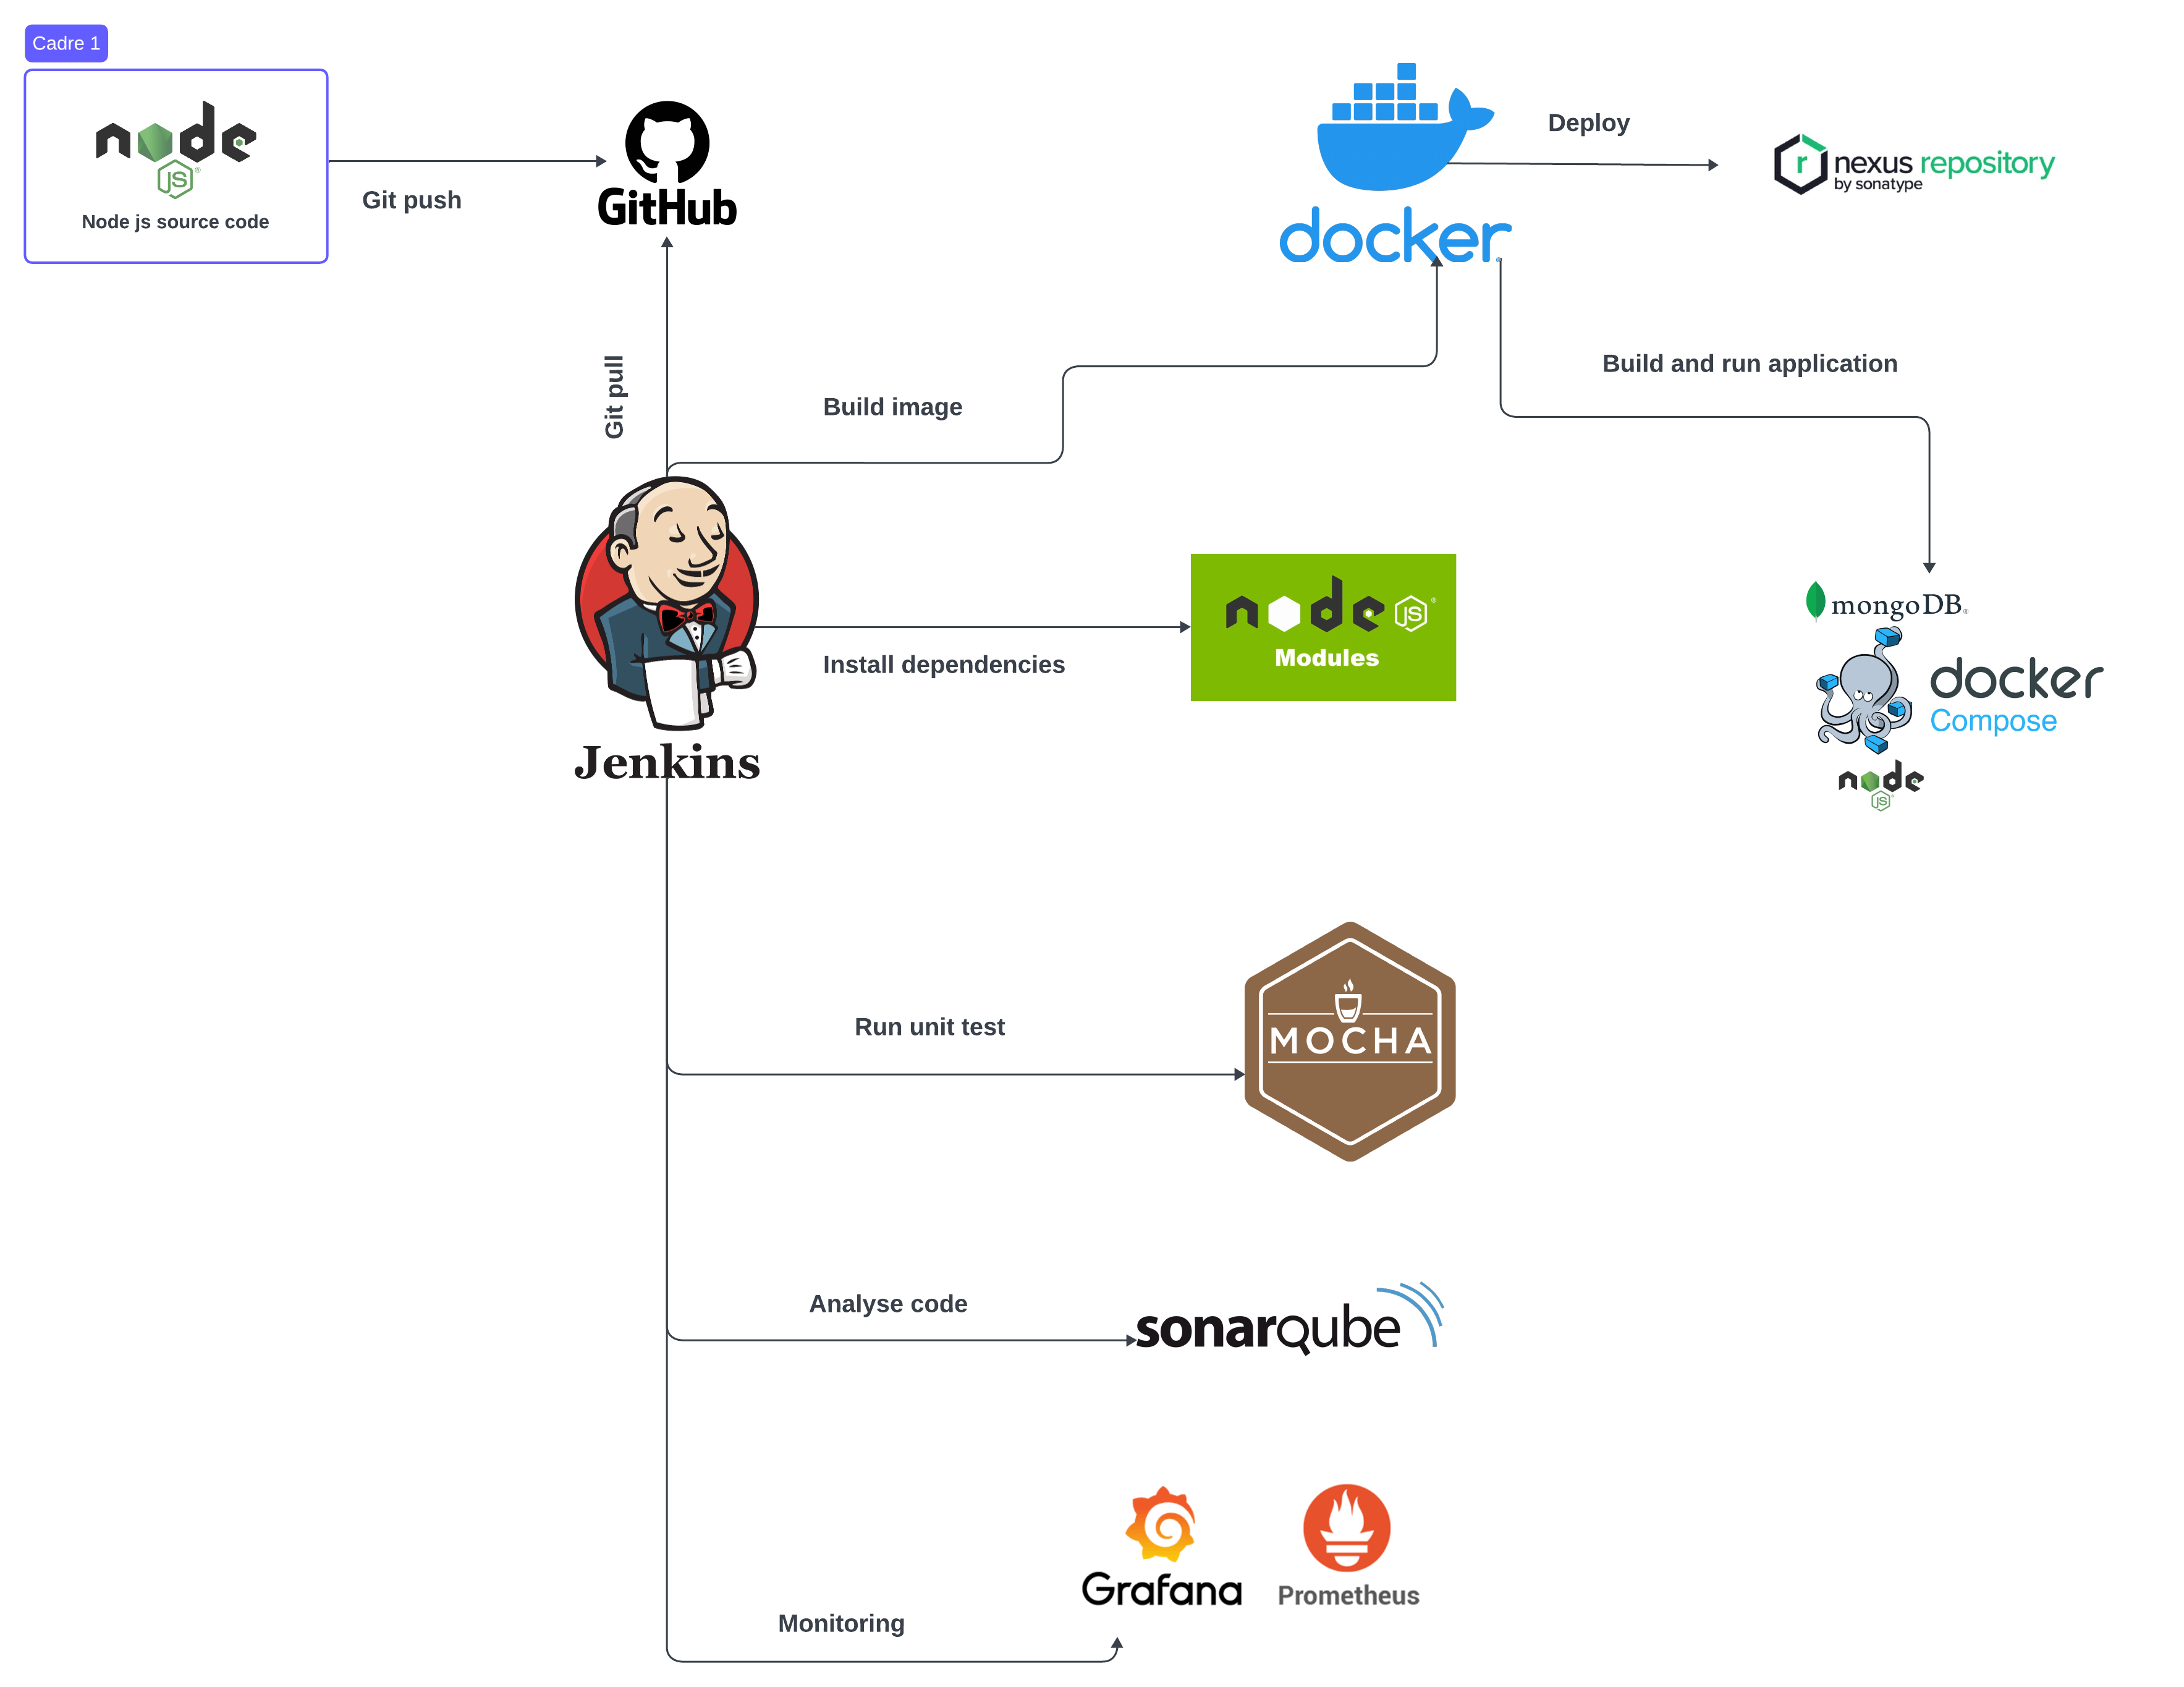 Cadre 1
node
JS
Node js source code
Git push
GitHub
docker
Deploy
r nexus repository
by sonatype
Git pull
Build image
Build and run application
Jenkins
Install dependencies
node JS
Modules
mongoDB
docker
Compose
node
JS
Run unit test
MOCHA
Analyse code
sonarqube
Grafana
Prometheus
Monitoring